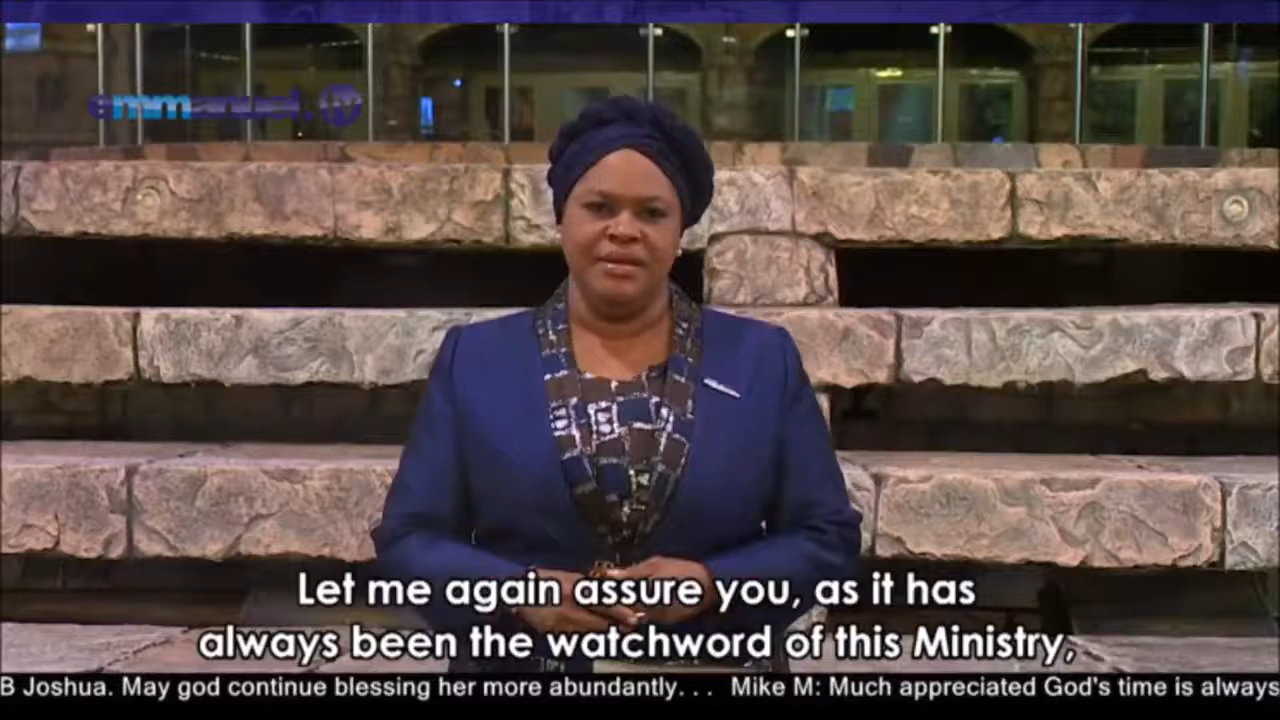 emmanuel.tv
Let me again assure you, as it has
always been the watchword of this Ministry,
B Joshua. May god continue blessing her more abundantly. . .  Mike M: Much appreciated God's time is always